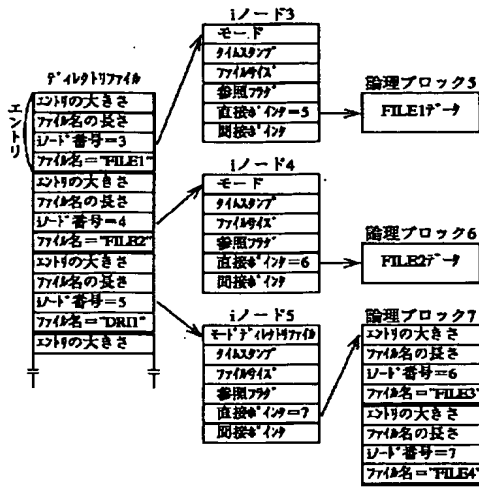 ディレクトリファイル
エントリ
エントリの大きさ
ファイル名の長さ
iノード番号=3
ファイル名="FILE1"
エントリの大きさ
ファイル名の長さ
iノード番号=4
ファイル名="FILE2"
エントリの大きさ
ファイル名の長さ
iノード番号=5
ファイル名="DRI1"
エントリの大きさ
iノード3
モード
タイムスタンプ
ファイルサイズ
参照フラグ
直接ポインタ=5
間接ポインタ
iノード4
モード
タイムスタンプ
ファイルサイズ
参照フラグ
直接ポインタ=6
間接ポインタ
iノード5
モードディレクトリファイル
タイムスタンプ
ファイルサイズ
参照フラグ
直接ポインタ=7
間接ポインタ
論理ブロック5
FILE1データ
論理ブロック6
FILE2データ
論理ブロック7
エントリの大きさ
ファイル名の長さ
iノード番号=6
ファイル名="FILE3"
エントリの大きさ
ファイル名の長さ
iノード番号=7
ファイル名="FILE4"